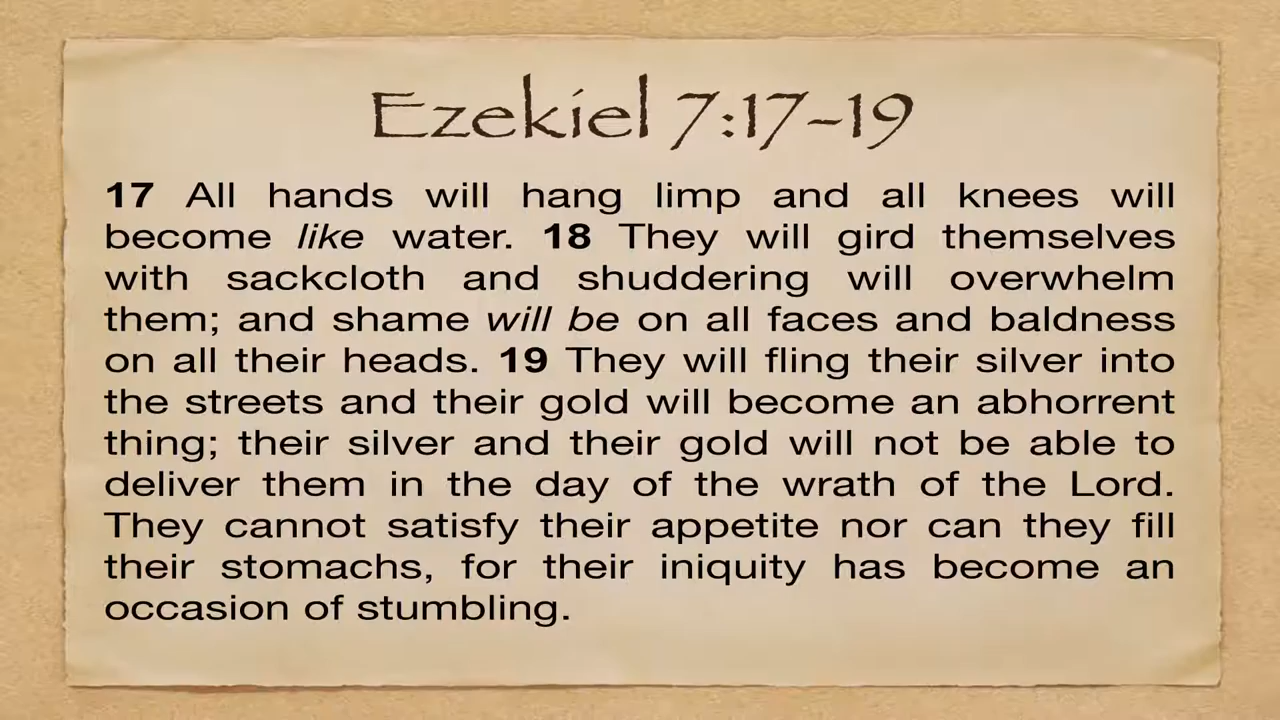 Ezekiel 7:17-19
17 All hands will hang limp and all knees will
become like water. 18 They will gird themselves
with sackcloth and shuddering will overwhelm
them; and shame will be on all faces and baldness
on all their heads. 19 They will fling their silver into
the streets and their gold will become an abhorrent
thing; their silver and their gold will not be able to
deliver them in the day of the wrath of the Lord.
They cannot satisfy their appetite nor can they fill
their stomachs, for their iniquity has become an
occasion of stumbling.